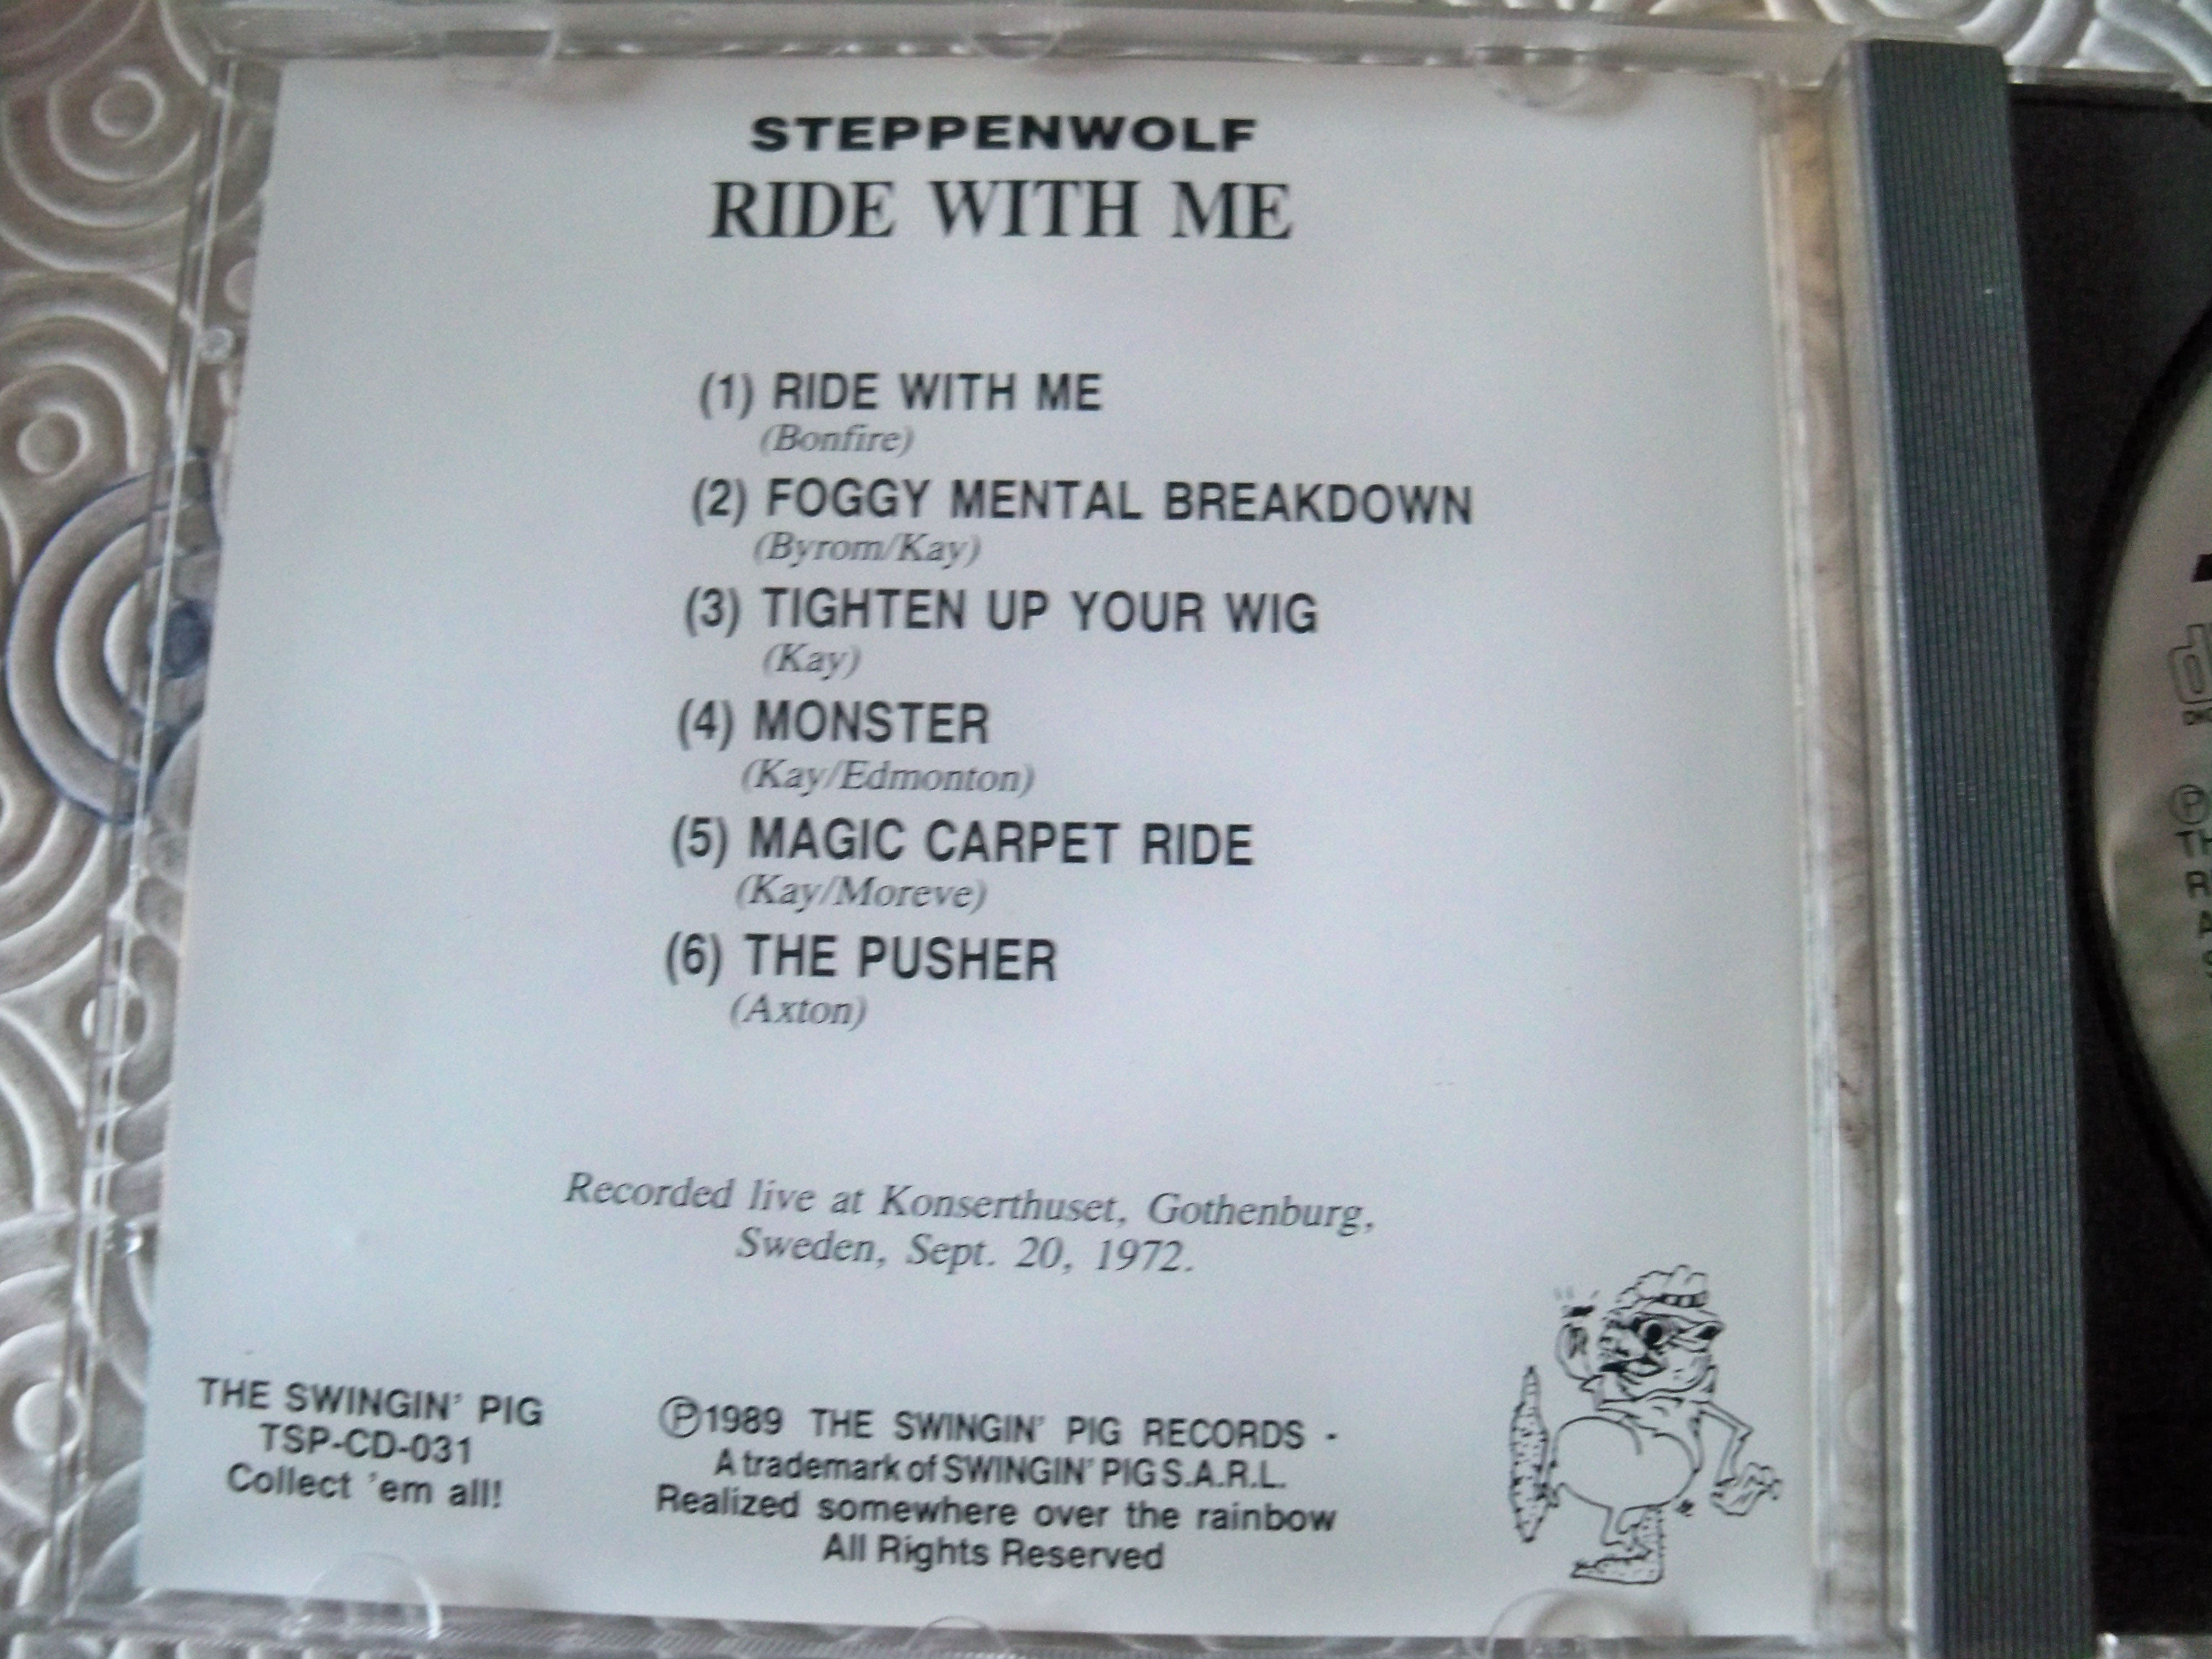 STEPPENWOLF
RIDE WITH ME
(1) RIDE WITH ME
(Bonfire)
(2) FOGGY MENTAL BREAKDOWN
(Byrom/Kay)
(3) TIGHTEN UP YOUR WIG
(Kay)
(4) MONSTER
(Kay/Edmonton)
(5) MAGIC CARPET RIDE
(Kay/Moreve)
(6) THE PUSHER
(Axton)
Recorded live at Konserthuset, Gothenburg,
Sweden, Sept. 20, 1972.
THE SWINGIN' PIG
TSP-CD-031
Collect 'em all!
Ⓟ1989 THE SWINGIN' PIG RECORDS -
A trademark of SWINGIN' PIG S.A.R.L.
Realized somewhere over the rainbow
All Rights Reserved